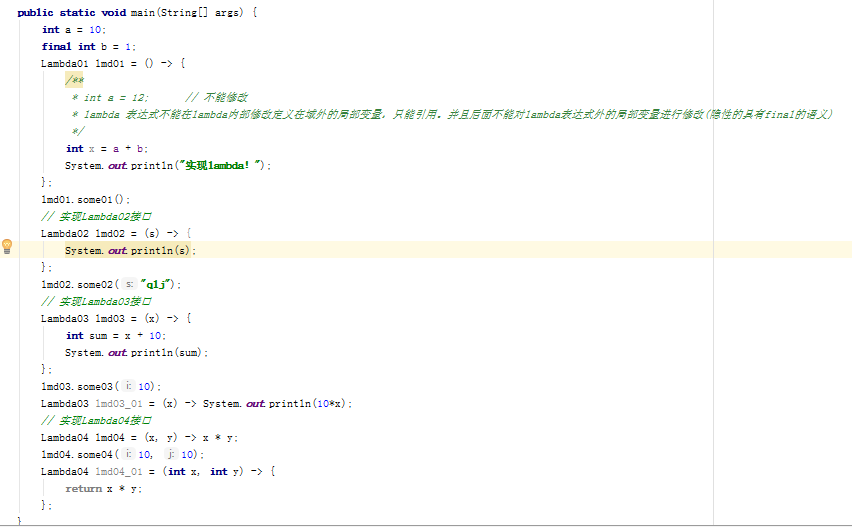 public static void main(String[] args) {
int a = 10;
final int b = 1;
Lambda01 lmd01 = () -> {
/**
* int a = 12; // 不能修改
* lambda 表达式不能在lambda内部修改定义在域外的局部变量，只能引用。并且后面不能对lambda表达式外的局部变量进行修改(隐性的具有final的语义)
*/
int x = a + b;
System.out.println("实现lambda！");
};
lmd01.some01();
// 实现Lambda02接口
Lambda02 lmd02 = (s) -> {
System.out.println(s);
};
lmd02.some02( s: "qlj");
// 实现Lambda03接口
Lambda03 lmd03 = (x) -> {
int sum = x + 10;
System.out.println(sum);
};
lmd03.some03( i: 10);
Lambda03 lmd03_01 = (x) -> System.out.println(10*x);
// 实现Lambda04接口
Lambda04 lmd04 = (x, y) -> x * y;
lmd04.some04( i: 10, j: 10);
Lambda04 lmd04_01 = (int x, int y) -> {
return x * y;
};
}